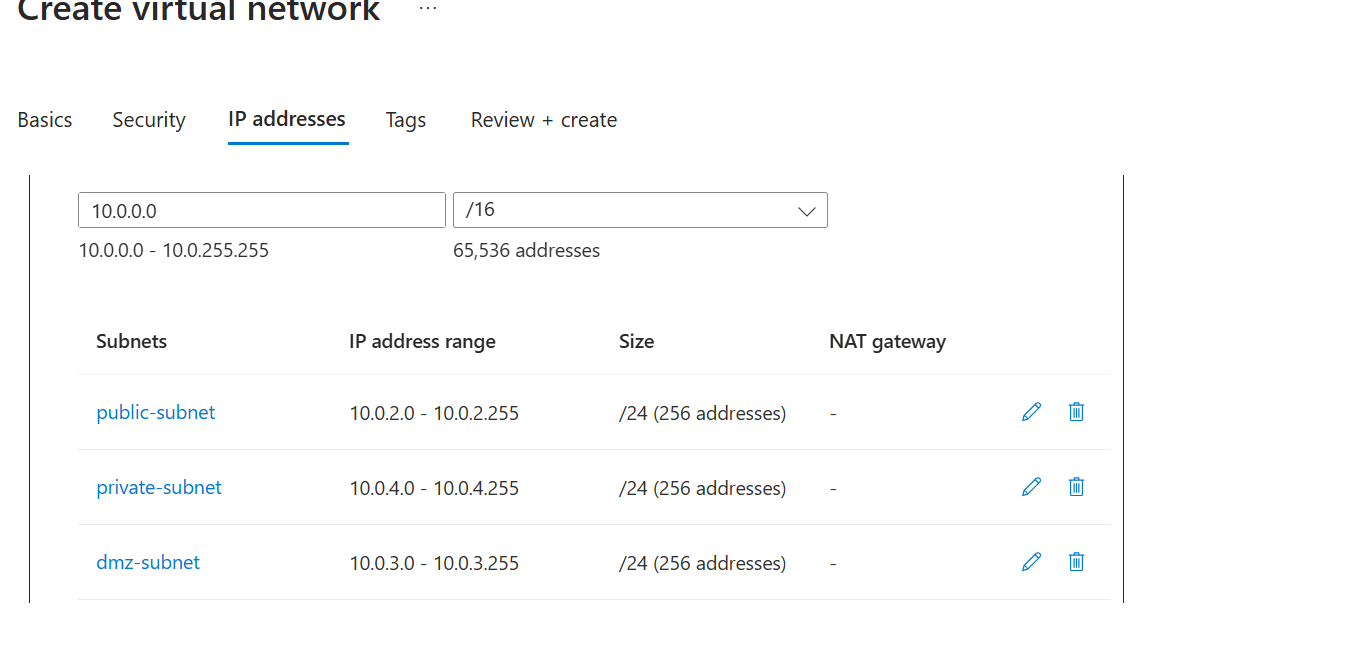 Create virtual network ...
Basics Security IP addresses Tags Review + create
10.0.0.0 /16
10.0.0.0 - 10.0.255.255 65,536 addresses
Subnets IP address range Size NAT gateway
public-subnet 10.0.2.0 - 10.0.2.255 /24 (256 addresses) -
private-subnet 10.0.4.0 - 10.0.4.255 /24 (256 addresses) -
dmz-subnet 10.0.3.0 - 10.0.3.255 /24 (256 addresses) -